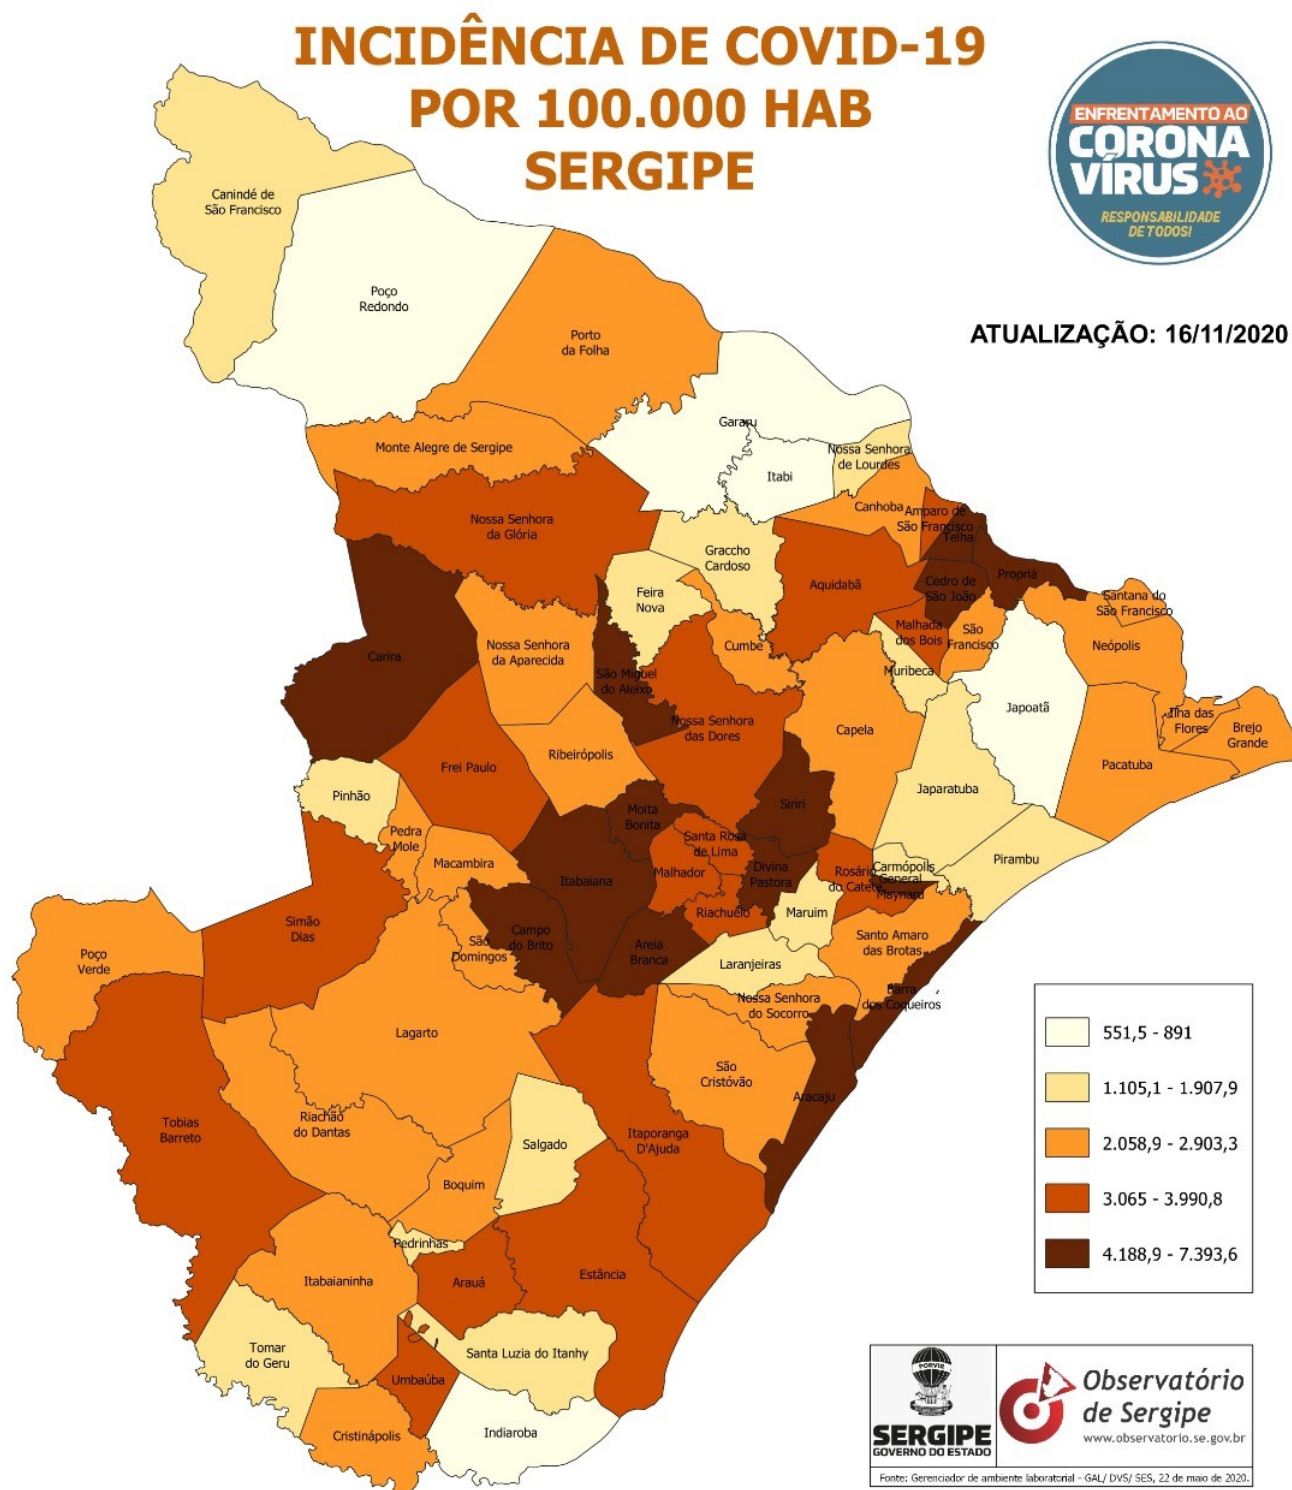 INCIDÊNCIA DE COVID-19
POR 100.000 HAB
SERGIPE
ENFRENTAMENTO AO
CORONA
VÍRUS
RESPONSABILIDADE
DE TODOS!
ATUALIZAÇÃO: 16/11/2020
Canindé de
São Francisco
Poço
Redondo
Porto
da Folha
Gararu
Monte Alegre de Sergipe
Itabi
Nossa Senhora
de Lourdes
Canhoba
Amparo de
São Francisco
Telha
Nossa Senhora
da Glória
Graccho
Cardoso
Aquidabã
Cedro de
São João
Propriá
Santana do
São Francisco
Feira
Nova
Malhada
dos Bois
São
Francisco
Neópolis
Carira
Nossa Senhora
da Aparecida
Cumbe
São Miguel
do Aleixo
Muribeca
Japoatã
Nossa Senhora
das Dores
Capela
Ilha das
Flores
Brejo
Grande
Ribeirópolis
Frei Paulo
Pacatuba
Pinhão
Japaratuba
Siriri
Moita
Bonita
Pedra
Mole
Macambira
Santa Rosa
de Lima
Pirambu
Itabaiana
Malhador
Divina
Pastora
Rosário
do Catete
Carmópolis
General
Maynard
Riachuelo
Maruim
Simão
Dias
Campo
do Brito
São
Domingos
Areia
Branca
Santo Amaro
das Brotas
Poço
Verde
Laranjeiras
Nossa Senhora
do Socorro
Barra
dos Coqueiros
Lagarto
São
Cristóvão
Aracaju
Riachão
do Dantas
Tobias
Barreto
Salgado
Itaporanga
D'Ajuda
Boquim
Pedrinhas
Itabaianinha
Arauá
Estância
Tomar
do Geru
Santa Luzia do Itanhy
Umbaúba
Cristinápolis
Indiaroba
551,5 - 891
1.105,1 - 1.907,9
2.058,9 - 2.903,3
3.065 - 3.990,8
4.188,9 - 7.393,6
PORVIR
SERGIPE
GOVERNO DO ESTADO
Observatório
de Sergipe
www.observatorio.se.gov.br
Fonte: Gerenciador de ambiente laboratorial - GAL/ DVS/ SES, 22 de maio de 2020.